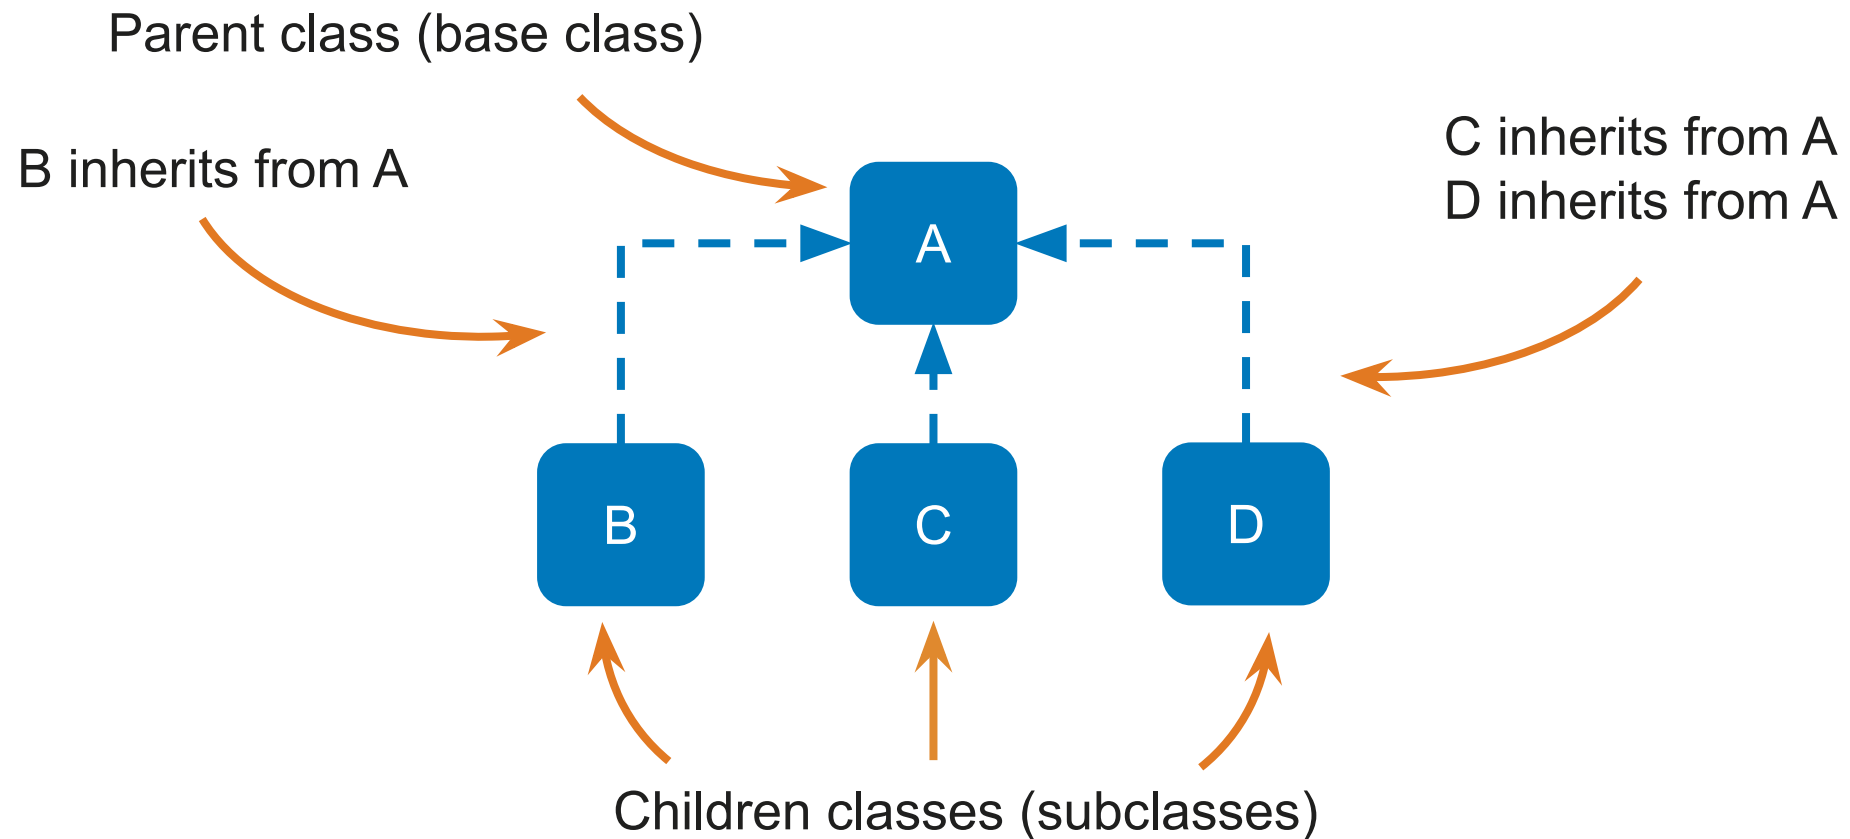 Parent class (base class)
B inherits from A
C inherits from A
D inherits from A
A
B
C
D
Children classes (subclasses)